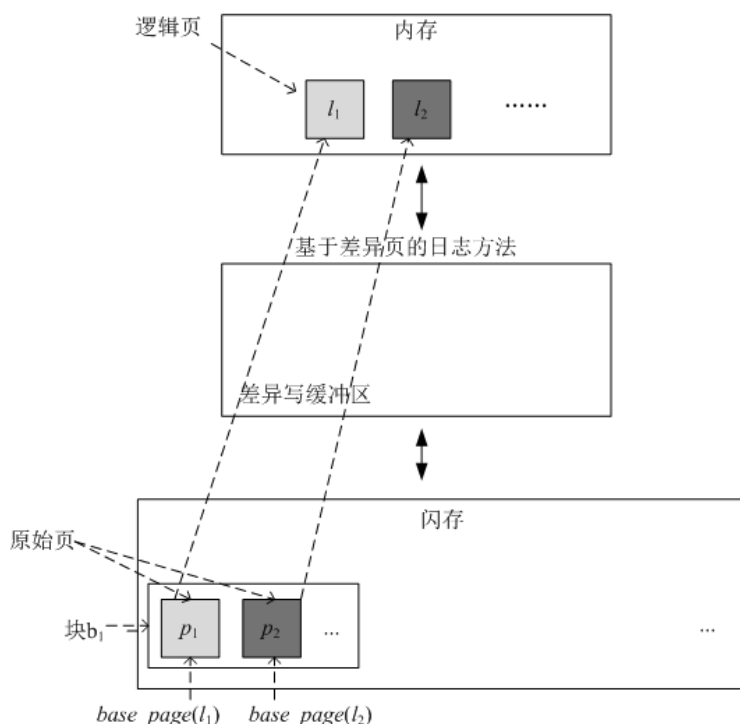 内存
逻辑页
l₁
l₂
……
基于差异页的日志方法
差异写缓冲区
闪存
原始页
块b₁
p₁
p₂
...
...
base_page(l₁)
base_page(l₂)